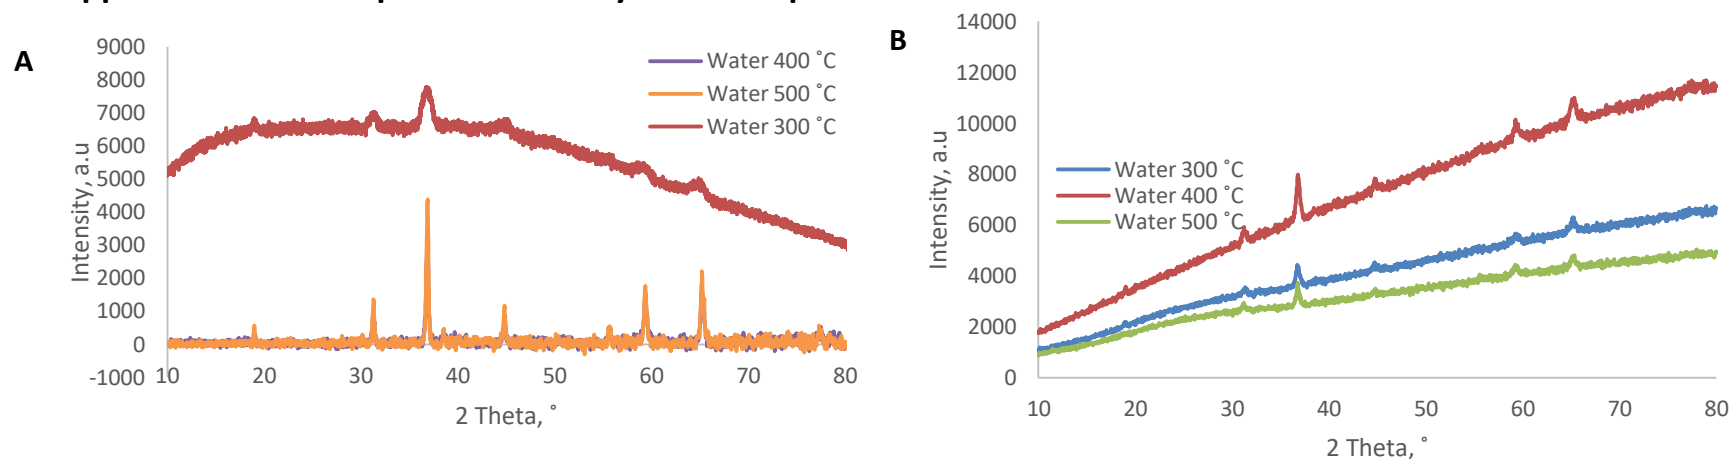 A
9000
8000
7000
6000
5000
4000
3000
2000
1000
0
-1000
Intensity, a.u
Water 400 ˚C
Water 500 ˚C
Water 300 ˚C
10 20 30 40 50 60 70 80
2 Theta, ˚
B
14000
12000
10000
8000
6000
4000
2000
0
Intensity, a.u
Water 300 ˚C
Water 400 ˚C
Water 500 ˚C
10 20 30 40 50 60 70 80
2 Theta, ˚